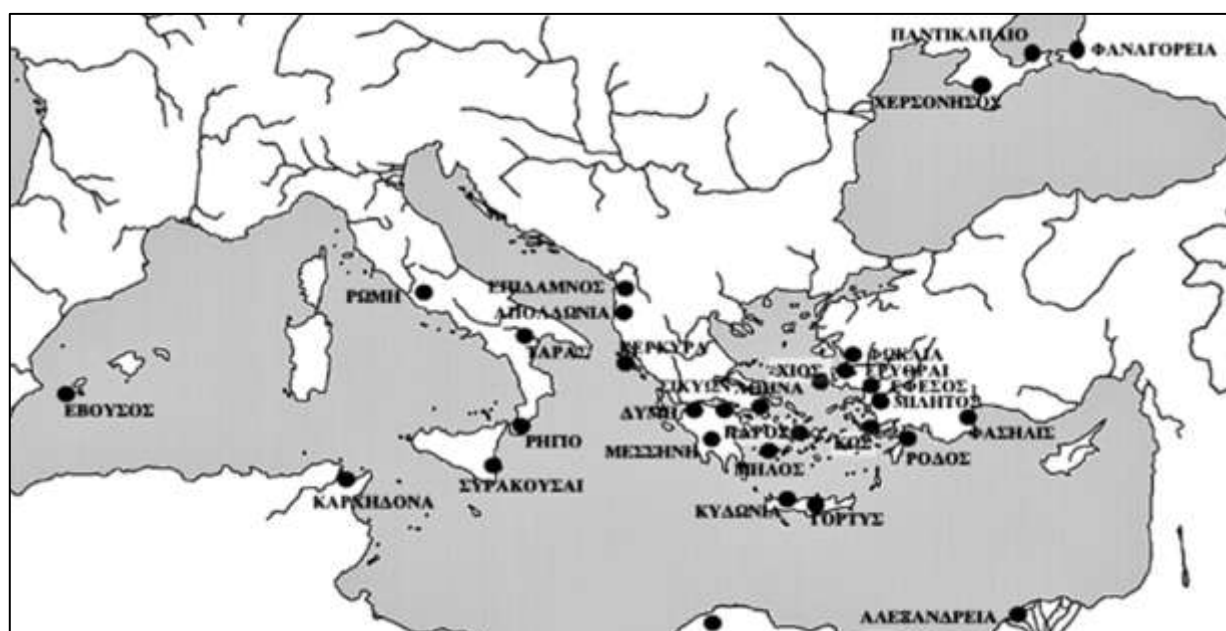 ΠΑΝΤΙΚΑΠΑΙΟ
ΦΑΝΑΓΟΡΕΙΑ
ΧΕΡΣΟΝΗΣΟΣ
ΡΩΜΗ
ΕΠΙΔΑΜΝΟΣ
ΑΠΟΛΛΩΝΙΑ
ΤΑΡΑΣ
ΚΕΡΚΥΡΑ
ΦΩΚΑΙΑ
ΧΙΟΣ
ΕΡΥΘΡΑΙ
ΕΦΕΣΟΣ
ΣΙΚΥΩΝ
ΑΘΗΝΑ
ΜΙΛΗΤΟΣ
ΕΒΟΥΣΟΣ
ΔΥΜΗ
ΦΑΣΗΛΙΣ
ΡΗΓΙΟ
ΠΑΡΟΣ
ΚΩΣ
ΜΕΣΣΗΝΗ
ΡΟΔΟΣ
ΜΗΛΟΣ
ΣΥΡΑΚΟΥΣΑΙ
ΚΑΡΧΗΔΟΝΑ
ΚΥΔΩΝΙΑ
ΓΟΡΤΥΣ
ΑΛΕΞΑΝΔΡΕΙΑ